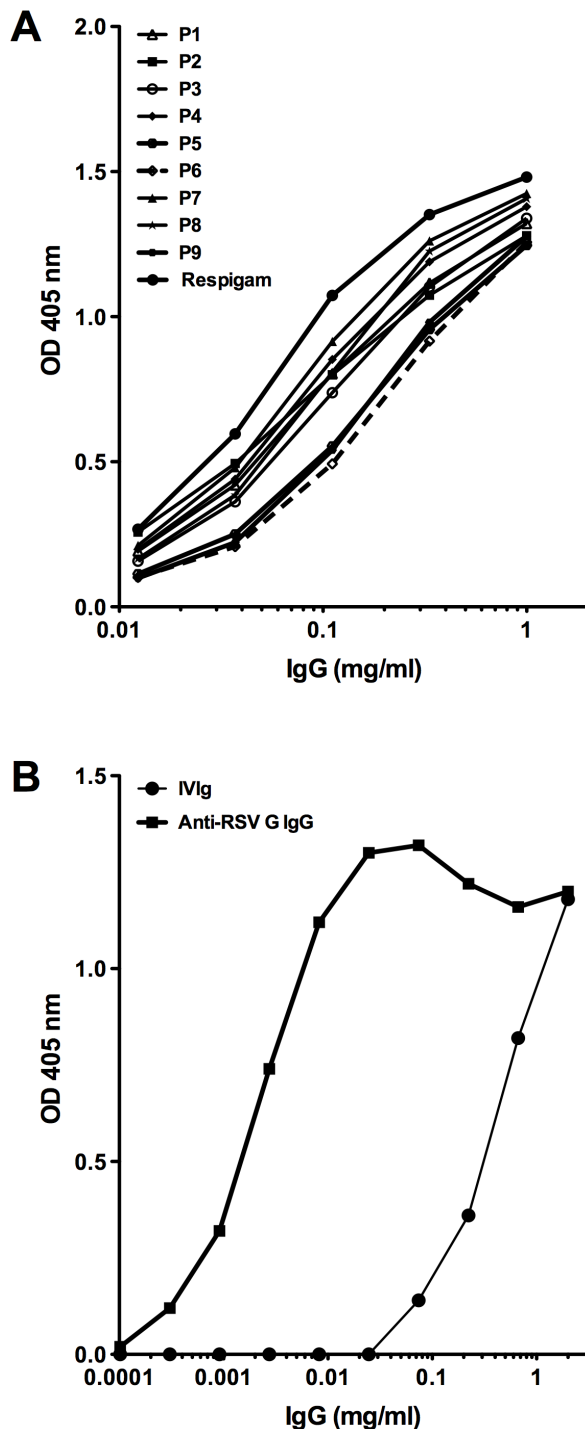 A
2.0
P1
P2
P3
P4
1.5
P5
P6
P7
P8
P9
Respigam
1.0
OD 405 nm
0.5
0.0
0.01
0.1
1
IgG (mg/ml)
B
1.5
IVIg
Anti-RSV G IgG
1.0
OD 405 nm
0.5
0.0
0.0001
0.001
0.01
0.1
1
IgG (mg/ml)